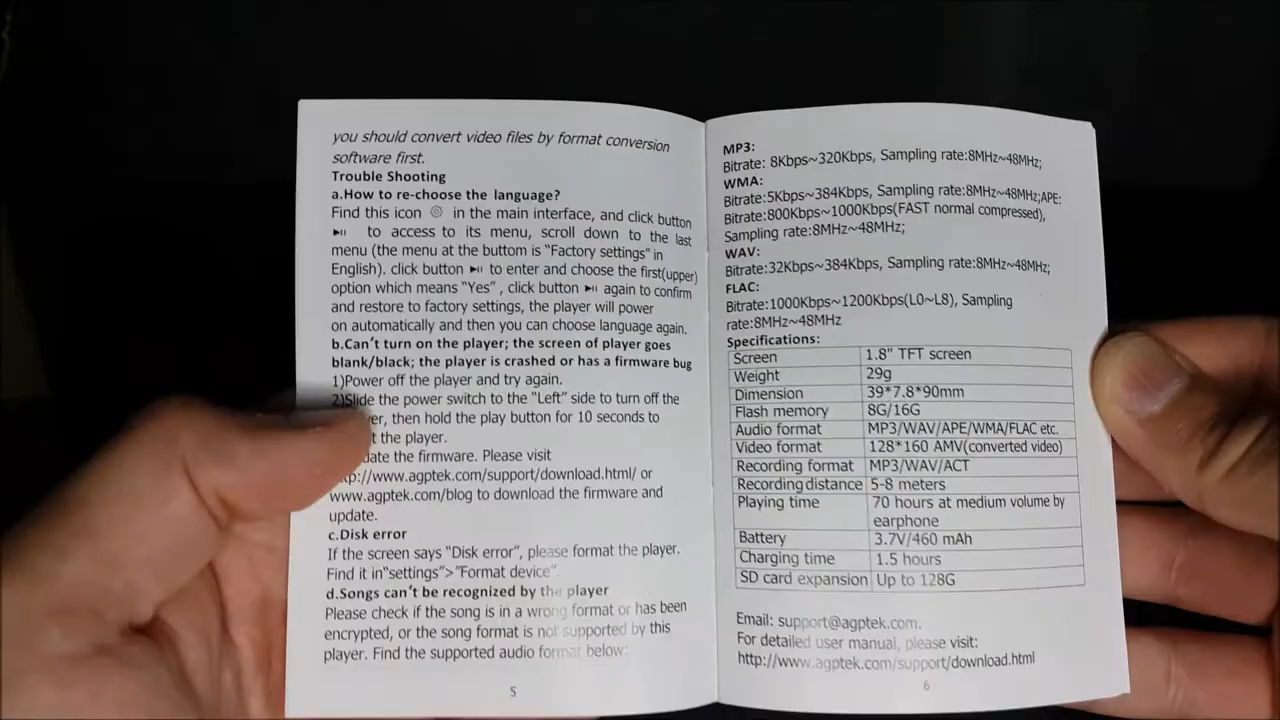 you should convert video files by format conversion
software first.
Trouble Shooting
a.How to re-choose the language?
Find this icon in the main interface, and click button
to access to its menu, scroll down to the last
menu (the menu at the buttom is "Factory settings" in
English). click button to enter and choose the first(upper)
option which means "Yes" , click button again to confirm
and restore to factory settings, the player will power
on automatically and then you can choose language again.
b.Can't turn on the player; the screen of player goes
blank/black; the player is crashed or has a firmware bug
1)Power off the player and try again.
2)Slide the power switch to the "Left" side to turn off the
then hold the play button for 10 seconds to
the player.
the firmware. Please visit
http://www.agptek.com/support/download.html/ or
www.agptek.com/blog to download the firmware and
update.
c.Disk error
If the screen says "Disk error", please format the player.
Find it in"settings">"Format device".
d.Songs can't be recognized by the player
Please check if the song is in a wrong format or has been
encrypted, or the song format is not supported by this
player. Find the supported audio format below:
5
MP3:
Bitrate: 8Kbps~320Kbps, Sampling rate:8MHz~48MHz;
WMA:
Bitrate:5Kbps~384Kbps, Sampling rate:8MHz~48MHz;APE:
Bitrate:800Kbps~1000Kbps(FAST normal compressed),
Sampling rate:8MHz~48MHz;
WAV:
Bitrate:32Kbps~384Kbps, Sampling rate:8MHz~48MHz;
FLAC:
Bitrate:1000Kbps~1200Kbps(L0~L8), Sampling
rate:8MHz~48MHz
Specifications:
Screen 1.8" TFT screen
Weight 29g
Dimension 39*7.8*90mm
Flash memory 8G/16G
Audio format MP3/WAV/APE/WMA/FLAC etc.
Video format 128*160 AMV(converted video)
Recording format MP3/WAV/ACT
Recording distance 5-8 meters
Playing time 70 hours at medium volume by
earphone
Battery 3.7V/460 mAh
Charging time 1.5 hours
SD card expansion Up to 128G
Email: support@agptek.com.
For detailed user manual, please visit:
http://www.agptek.com/support/download.html
6